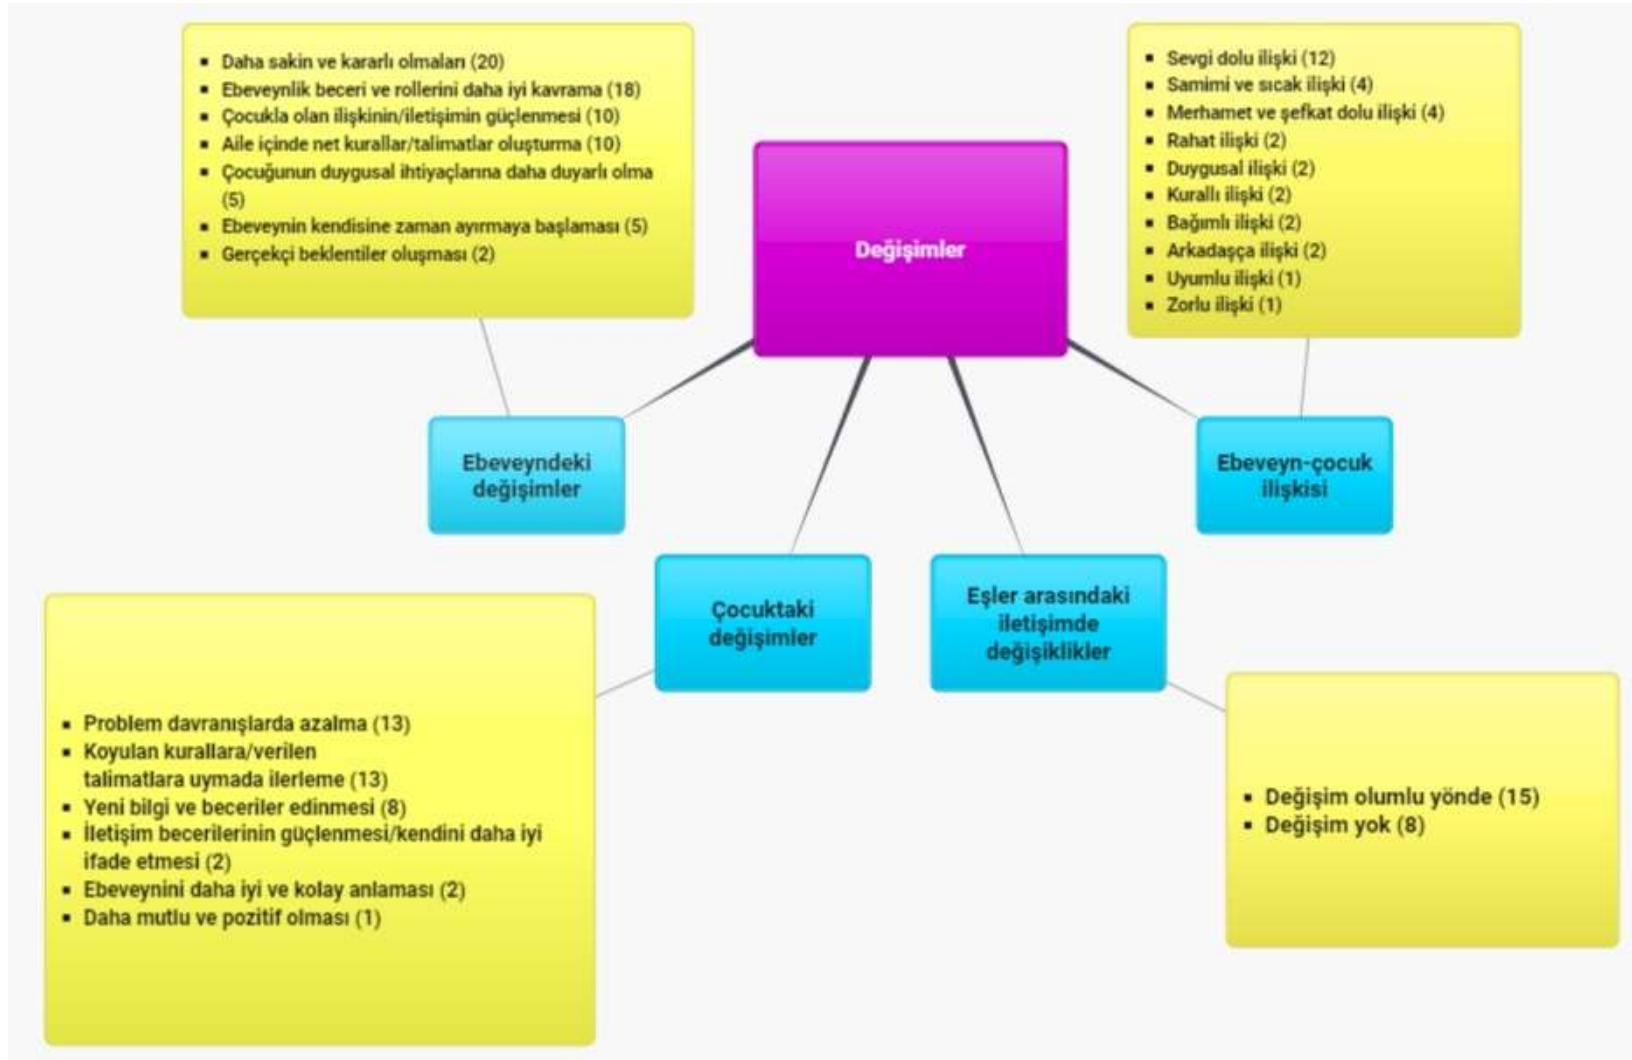 Değişimler
Ebeveyndeki
değişimler
▪ Daha sakin ve kararlı olmaları (20)
▪ Ebeveynlik beceri ve rollerini daha iyi kavrama (18)
▪ Çocukla olan ilişkinin/iletişimin güçlenmesi (10)
▪ Aile içinde net kurallar/talimatlar oluşturma (10)
▪ Çocuğunun duygusal ihtiyaçlarına daha duyarlı olma
(5)
▪ Ebeveynin kendisine zaman ayırmaya başlaması (5)
▪ Gerçekçi beklentiler oluşması (2)
Çocuktaki
değişimler
▪ Problem davranışlarda azalma (13)
▪ Koyulan kurallara/verilen
talimatlara uymada ilerleme (13)
▪ Yeni bilgi ve beceriler edinmesi (8)
▪ İletişim becerilerinin güçlenmesi/kendini daha iyi
ifade etmesi (2)
▪ Ebeveynini daha iyi ve kolay anlaması (2)
▪ Daha mutlu ve pozitif olması (1)
Eşler arasındaki
iletişimde
değişiklikler
▪ Değişim olumlu yönde (15)
▪ Değişim yok (8)
Ebeveyn-çocuk
ilişkisi
▪ Sevgi dolu ilişki (12)
▪ Samimi ve sıcak ilişki (4)
▪ Merhamet ve şefkat dolu ilişki (4)
▪ Rahat ilişki (2)
▪ Duygusal ilişki (2)
▪ Kurallı ilişki (2)
▪ Bağımlı ilişki (2)
▪ Arkadaşça ilişki (2)
▪ Uyumlu ilişki (1)
▪ Zorlu ilişki (1)